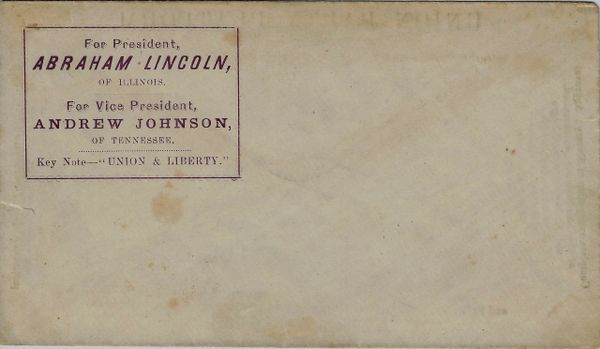 For President,
ABRAHAM LINCOLN,
OF ILLINOIS.
For Vice President,
ANDREW JOHNSON,
OF TENNESSEE.
Key Note—"UNION & LIBERTY."